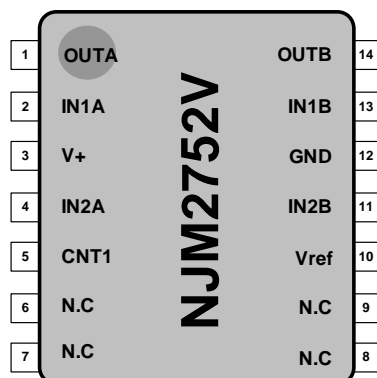 1 OUTA OUTB 14
2 IN1A IN1B 13
3 V+ GND 12
4 IN2A IN2B 11
5 CNT1 Vref 10
6 N.C N.C 9
7 N.C N.C 8
NJM2752V